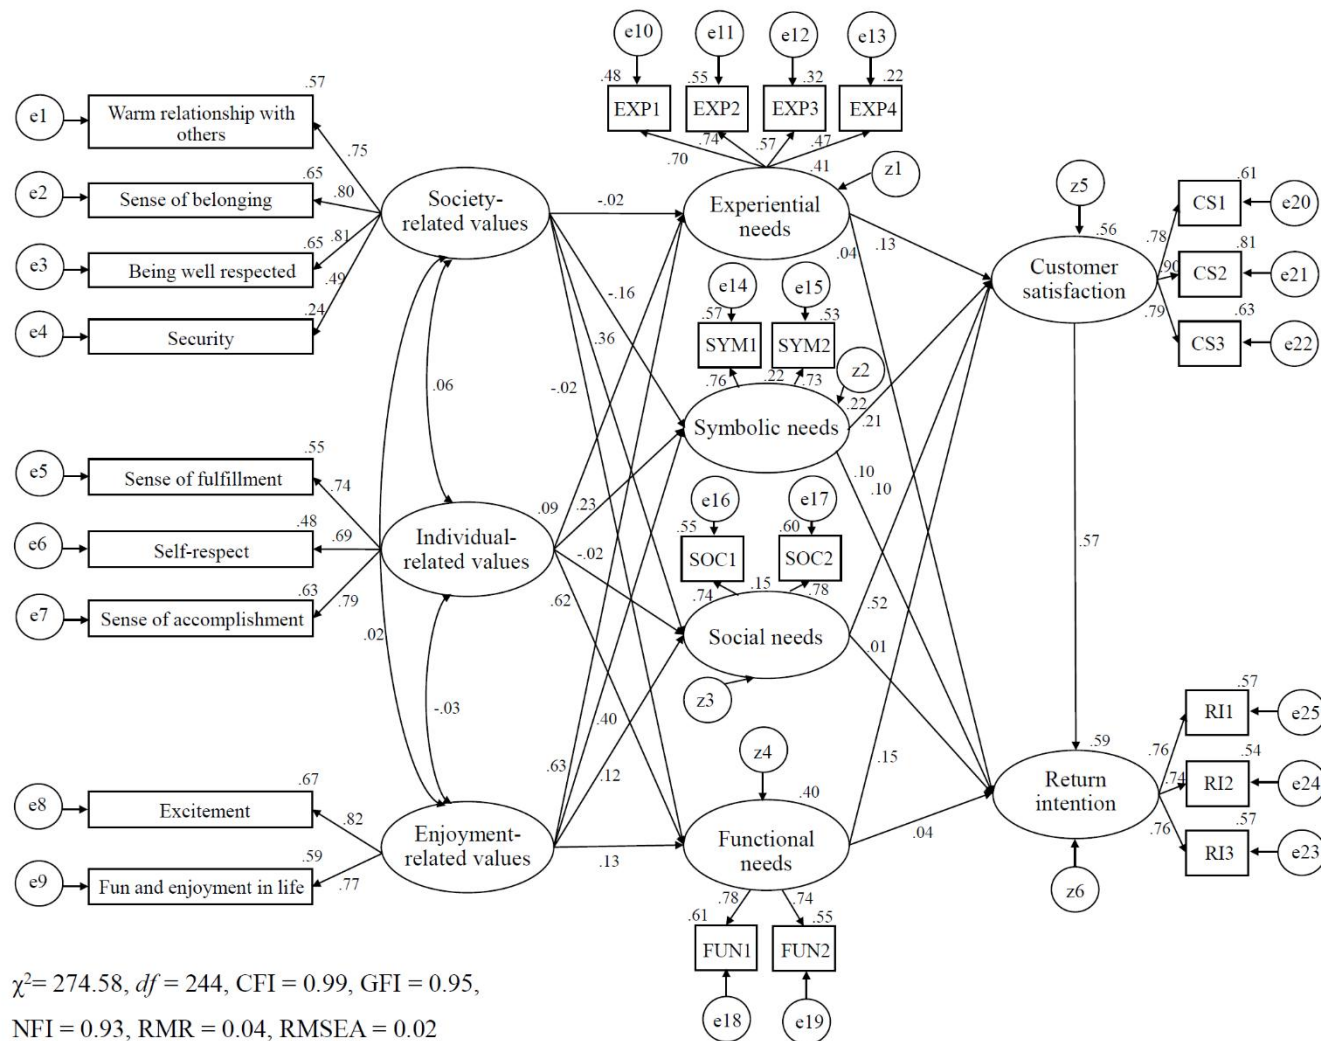 e10
e11
e12
e13
.48
.55
.32
.22
EXP1
EXP2
EXP3
EXP4
.70
.74
.57
.47
.41
z1
Experiential
needs
.57
e1
Warm relationship with
others
.75
.65
e2
Sense of belonging
.80
.65
e3
Being well respected
.81
.49
.24
e4
Security
Society-
related values
-.02
-.16
.36
-.02
.06
.55
e5
Sense of fulfillment
.74
.48
e6
Self-respect
.69
.63
e7
Sense of accomplishment
.79
.02
Individual-
related values
.09
.23
-.02
.62
-.03
.67
e8
Excitement
.82
.59
e9
Fun and enjoyment in life
.77
Enjoyment-
related values
.63
.40
.12
.13
e14
e15
.57
.53
SYM1
SYM2
.76
.22
.73
z2
.22
Symbolic needs
.21
.10
.10
e16
e17
.55
.60
SOC1
SOC2
.74
.15
.78
Social needs
z3
.52
.01
z4
.40
Functional
needs
.15
.04
.78
.74
.61
.55
FUN1
FUN2
e18
e19
.13
.04
z5
.56
Customer
satisfaction
.78
.90
.79
.61
CS1
e20
.81
CS2
e21
.63
CS3
e22
.57
.59
Return
intention
z6
.76
.74
.76
.57
RI1
e25
.54
RI2
e24
.57
RI3
e23
χ²= 274.58, df = 244, CFI = 0.99, GFI = 0.95,
NFI = 0.93, RMR = 0.04, RMSEA = 0.02